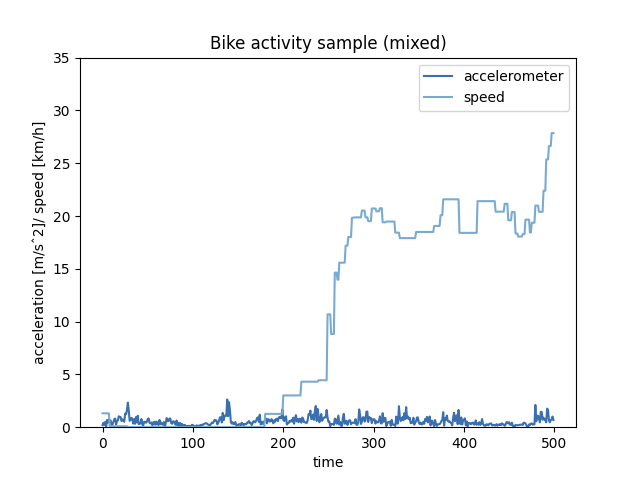 Bike activity sample (mixed)
accelerometer
speed
acceleration [m/sˆ2]/ speed [km/h]
35
30
25
20
15
10
5
0
0 100 200 300 400 500
time